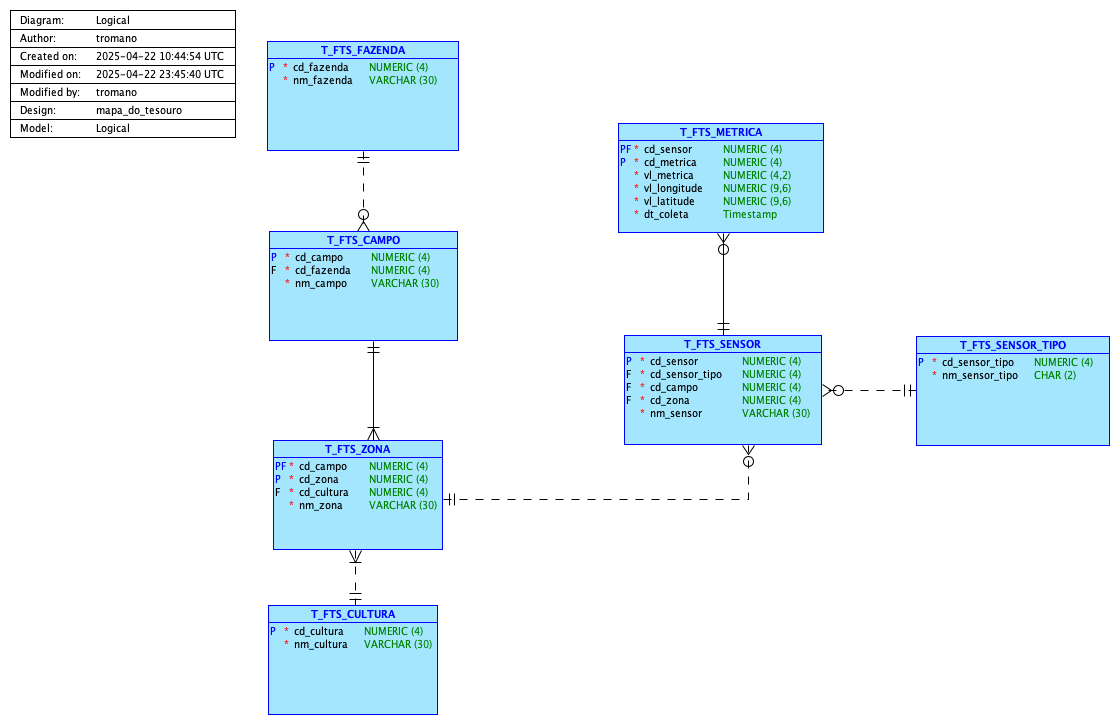 Diagram: Logical
Author: tromano
Created on: 2025-04-22 10:44:54 UTC
Modified on: 2025-04-22 23:45:40 UTC
Modified by: tromano
Design: mapa_do_tesouro
Model: Logical
T_FTS_FAZENDA
P * cd_fazenda NUMERIC (4)
* nm_fazenda VARCHAR (30)
T_FTS_METRICA
PF * cd_sensor NUMERIC (4)
P * cd_metrica NUMERIC (4)
* vl_metrica NUMERIC (4,2)
* vl_longitude NUMERIC (9,6)
* vl_latitude NUMERIC (9,6)
* dt_coleta Timestamp
T_FTS_CAMPO
P * cd_campo NUMERIC (4)
F * cd_fazenda NUMERIC (4)
* nm_campo VARCHAR (30)
T_FTS_SENSOR
P * cd_sensor NUMERIC (4)
F * cd_sensor_tipo NUMERIC (4)
F * cd_campo NUMERIC (4)
F * cd_zona NUMERIC (4)
* nm_sensor VARCHAR (30)
T_FTS_SENSOR_TIPO
P * cd_sensor_tipo NUMERIC (4)
* nm_sensor_tipo CHAR (2)
T_FTS_ZONA
PF * cd_campo NUMERIC (4)
P * cd_zona NUMERIC (4)
F * cd_cultura NUMERIC (4)
* nm_zona VARCHAR (30)
T_FTS_CULTURA
P * cd_cultura NUMERIC (4)
* nm_cultura VARCHAR (30)